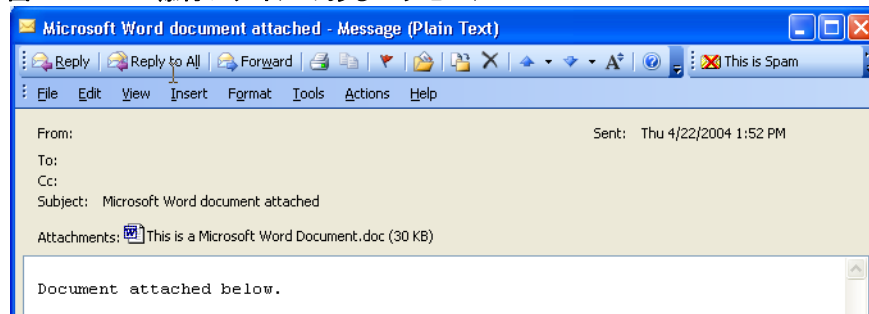 Microsoft Word document attached - Message (Plain Text)
Reply Reply to All Forward This is Spam
File Edit View Insert Format Tools Actions Help
From: Sent: Thu 4/22/2004 1:52 PM
To:
Cc:
Subject: Microsoft Word document attached
Attachments: This is a Microsoft Word Document.doc (30 KB)
Document attached below.